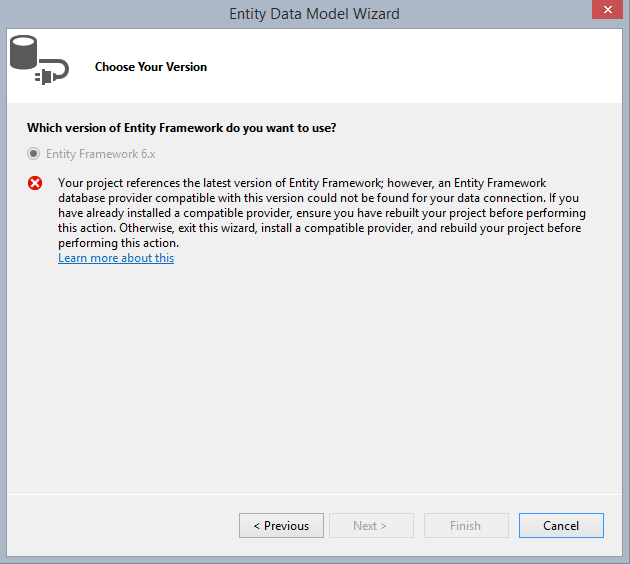 Entity Data Model Wizard
Choose Your Version
Which version of Entity Framework do you want to use?
Entity Framework 6.x
Your project references the latest version of Entity Framework; however, an Entity Framework
database provider compatible with this version could not be found for your data connection. If you
have already installed a compatible provider, ensure you have rebuilt your project before performing
this action. Otherwise, exit this wizard, install a compatible provider, and rebuild your project before
performing this action.
Learn more about this
< Previous
Next >
Finish
Cancel